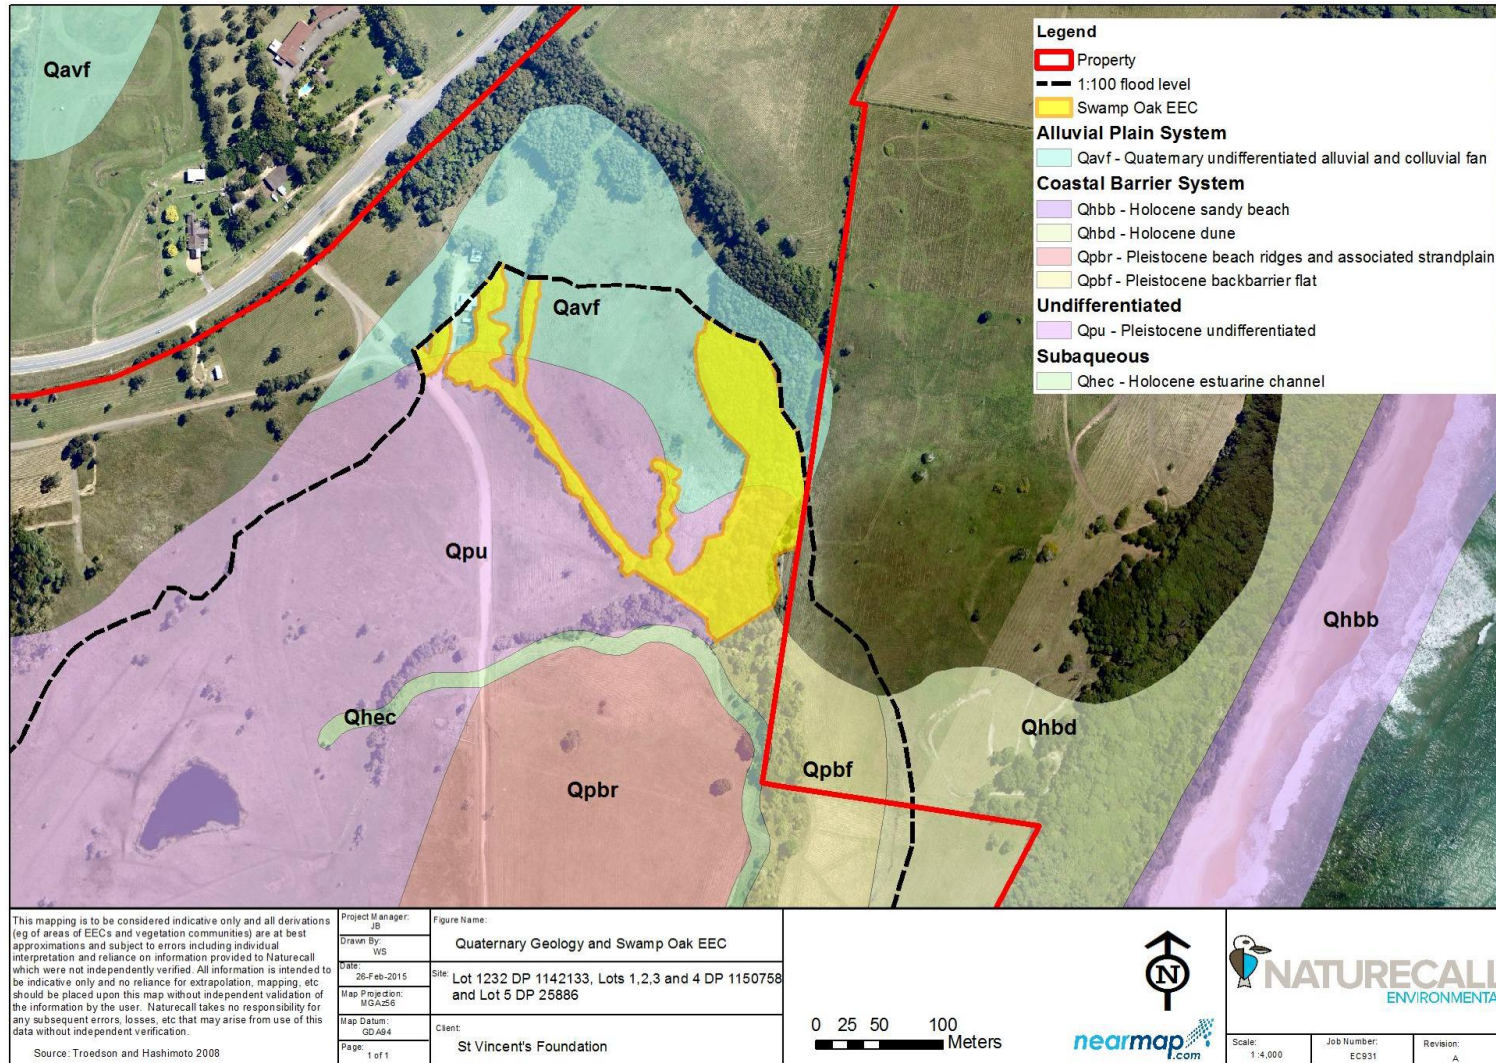 Legend
Property
1:100 flood level
Swamp Oak EEC
Alluvial Plain System
Qavf - Quaternary undifferentiated alluvial and colluvial fan
Coastal Barrier System
Qhbb - Holocene sandy beach
Qhbd - Holocene dune
Qpbr - Pleistocene beach ridges and associated strandplain
Qpbf - Pleistocene backbarrier flat
Undifferentiated
Qpu - Pleistocene undifferentiated
Subaqueous
Qhec - Holocene estuarine channel
Qavf
Qavf
Qpu
Qhbb
Qhec
Qhbd
Qpbf
Qpbr
This mapping is to be considered indicative only and all derivations
(eg of areas of EECs and vegetation communities) are at best
approximations and subject to errors including individual
interpretation and reliance on information provided to Naturecall
which were not independently verified. All information is intended to
be indicative only and no reliance for extrapolation, mapping, etc
should be placed upon this map without independent validation of
the information by the user. Naturecall takes no responsibility for
any subsequent errors, losses, etc that may arise from use of this
data without independent verification.
Source: Troedson and Hashimoto 2008
Project Manager:
JB
Drawn By:
WS
Date:
26-Feb-2015
Map Projection:
MGAz56
Map Datum:
GDA94
Page:
1 of 1
Figure Name:
Quaternary Geology and Swamp Oak EEC
Site: Lot 1232 DP 1142133, Lots 1,2,3 and 4 DP 1150758
and Lot 5 DP 25886
Client:
St Vincent's Foundation
0 25 50 100
Meters
N
nearmap
.com
NATURECALL
ENVIRONMENTA
Scale:
1:4,000
Job Number:
EC931
Revision:
A